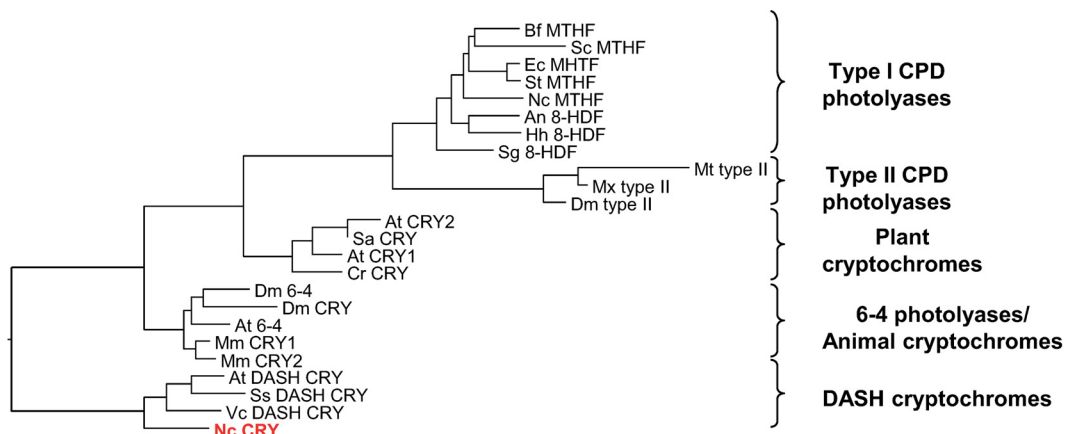 Bf MTHF
Sc MTHF
Ec MHTF
St MTHF
Nc MTHF
An 8-HDF
Hh 8-HDF
Sg 8-HDF
Type I CPD
photolyases
Mt type II
Mx type II
Dm type II
Type II CPD
photolyases
At CRY2
Sa CRY
At CRY1
Cr CRY
Plant
cryptochromes
Dm 6-4
Dm CRY
At 6-4
Mm CRY1
Mm CRY2
6-4 photolyases/
Animal cryptochromes
At DASH CRY
Ss DASH CRY
Vc DASH CRY
Nc CRY
DASH cryptochromes